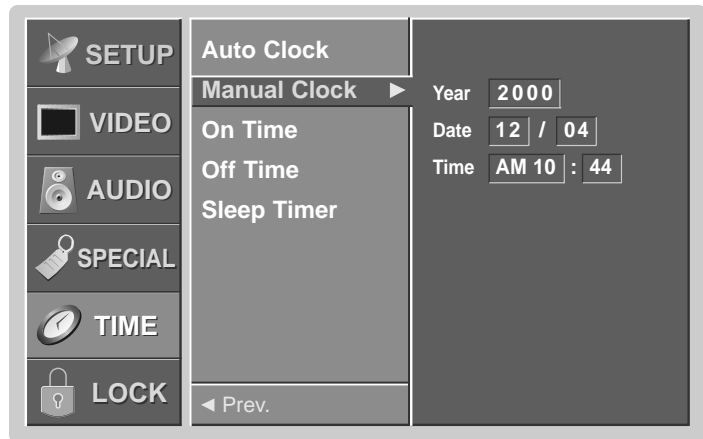 SETUP
VIDEO
AUDIO
SPECIAL
TIME
LOCK
Auto Clock
Manual Clock ►
On Time
Off Time
Sleep Timer
◄ Prev.
Year 2000
Date 12 / 04
Time AM 10 : 44